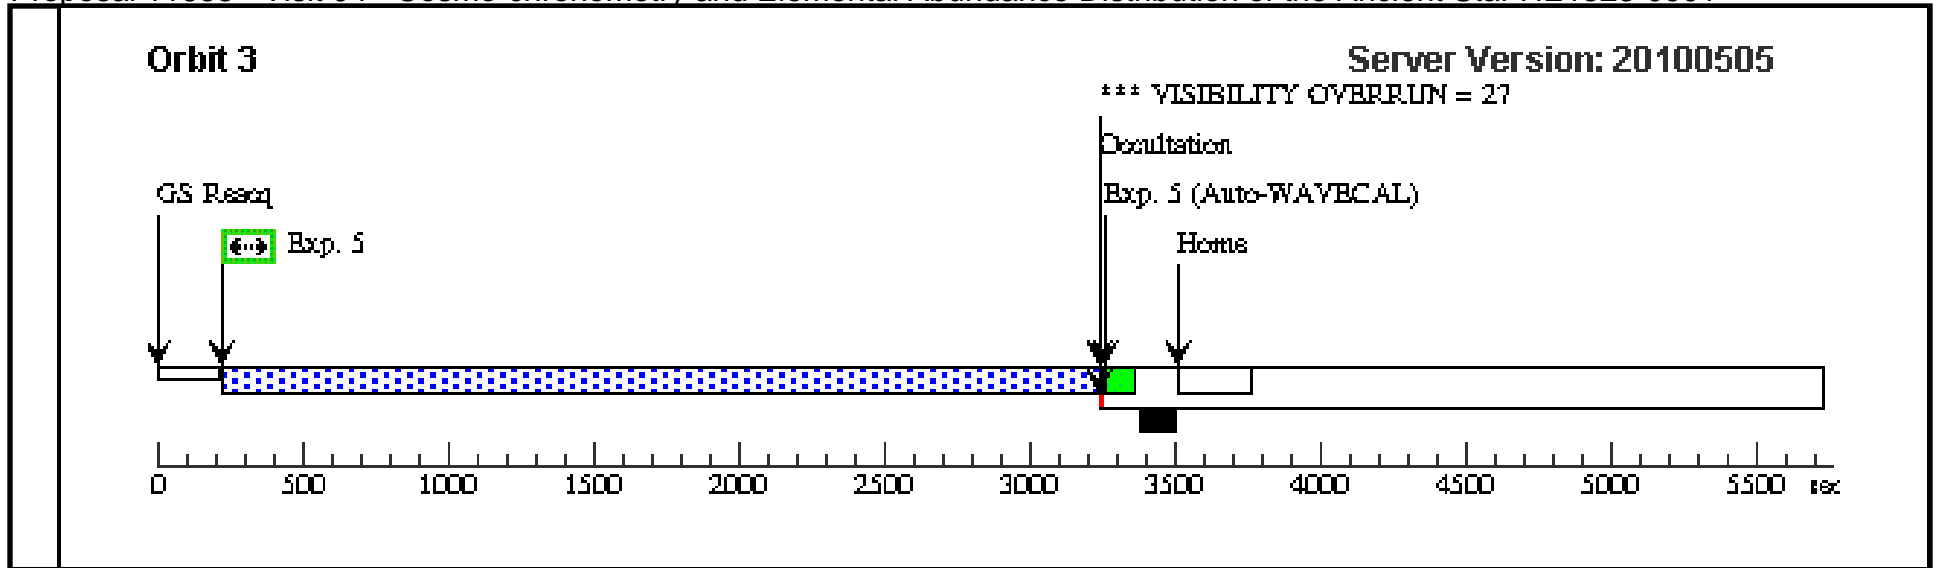 Orbit 3
Server Version: 20100505
*** VISIBILITY OVERRUN = 27
Occultation
GS Reacq
Exp. 5 (Auto-WAVECAL)
Exp. 5
Home
0 500 1000 1500 2000 2500 3000 3500 4000 4500 5000 5500 sec